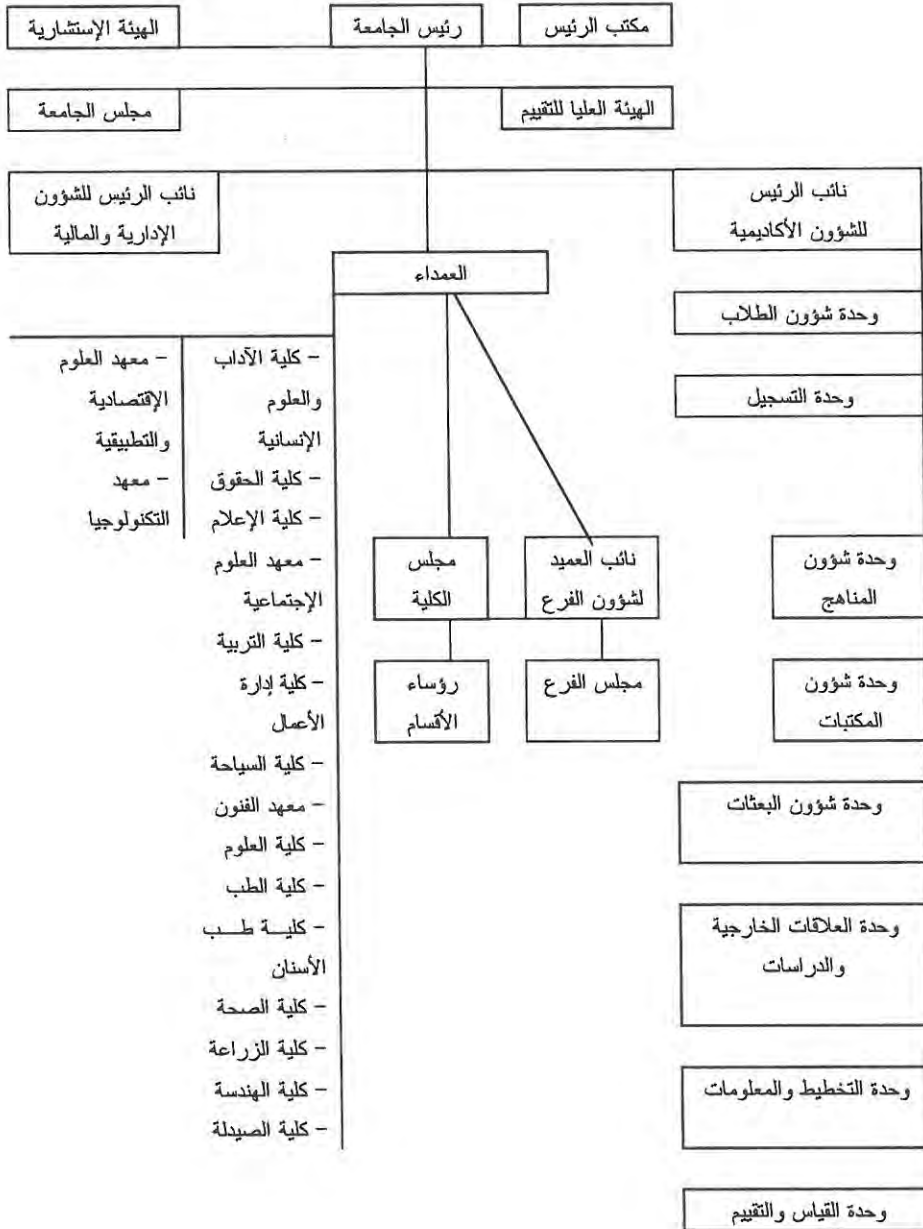 مكتب الرئيس
رئيس الجامعة
الهيئة الإستشارية
الهيئة العليا للتقييم
مجلس الجامعة
نائب الرئيس
للشؤون الأكاديمية
نائب الرئيس للشؤون
الإدارية والمالية
العمداء
وحدة شؤون الطلاب
وحدة التسجيل
وحدة شؤون
المناهج
وحدة شؤون
المكتبات
وحدة شؤون البعثات
وحدة العلاقات الخارجية
والدراسات
وحدة التخطيط والمعلومات
وحدة القياس والتقييم
نائب العميد
لشؤون الفرع
مجلس
الكلية
مجلس الفرع
رؤساء
الأقسام
– كلية الآداب
والعلوم
الإنسانية
– كلية الحقوق
– كلية الإعلام
– معهد العلوم
الإجتماعية
– كلية التربية
– كلية إدارة
الأعمال
– كلية السياحة
– معهد الفنون
– كلية العلوم
– كلية الطب
– كليـــة طـــب
الأسنان
– كلية الصحة
– كلية الزراعة
– كلية الهندسة
– كلية الصيدلة
– معهد العلوم
الإقتصادية
والتطبيقية
– معهد
التكنولوجيا